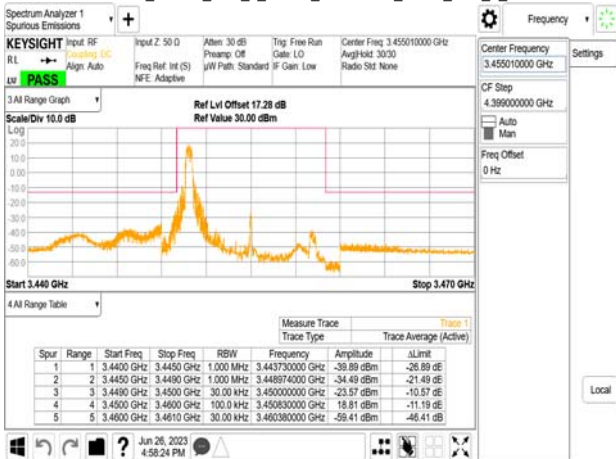 Spectrum Analyzer 1
Spurious Emissions
Frequency
KEYSIGHT
RL
PASS
Input: RF
Coupling: DC
Align: Auto
Input Z: 50 Ω
Freq Ref: Int (S)
NFE: Adaptive
Atten: 30 dB
Preamp: Off
µW Path: Standard
Trig: Free Run
Gate: LO
IF Gain: Low
Center Freq: 3.455010000 GHz
Avg|Hold: 30/30
Radio Std: None
Center Frequency
3.455010000 GHz
Settings
CF Step
4.399000000 GHz
Auto
Man
Freq Offset
0 Hz
Local
3 All Range Graph
Scale/Div 10.0 dB
Ref Lvl Offset 17.28 dB
Ref Value 30.00 dBm
Log
20.0
10.0
0.00
-10.0
-20.0
-30.0
-40.0
-50.0
-60.0
Start 3.440 GHz
Stop 3.470 GHz
4 All Range Table
Measure Trace Trace 1
Trace Type Trace Average (Active)
Spur Range Start Freq Stop Freq RBW Frequency Amplitude ΔLimit
1 1 3.4400 GHz 3.4450 GHz 1.000 MHz 3.443730000 GHz -39.89 dBm -26.89 dB
2 2 3.4450 GHz 3.4490 GHz 1.000 MHz 3.448974000 GHz -34.49 dBm -21.49 dB
3 3 3.4490 GHz 3.4500 GHz 30.00 kHz 3.450000000 GHz -23.57 dBm -10.57 dB
4 4 3.4500 GHz 3.4600 GHz 100.0 kHz 3.450830000 GHz 18.81 dBm -11.19 dB
5 5 3.4600 GHz 3.4610 GHz 30.00 kHz 3.460380000 GHz -59.41 dBm -46.41 dB
?
Jun 26, 2023
4:58:24 PM